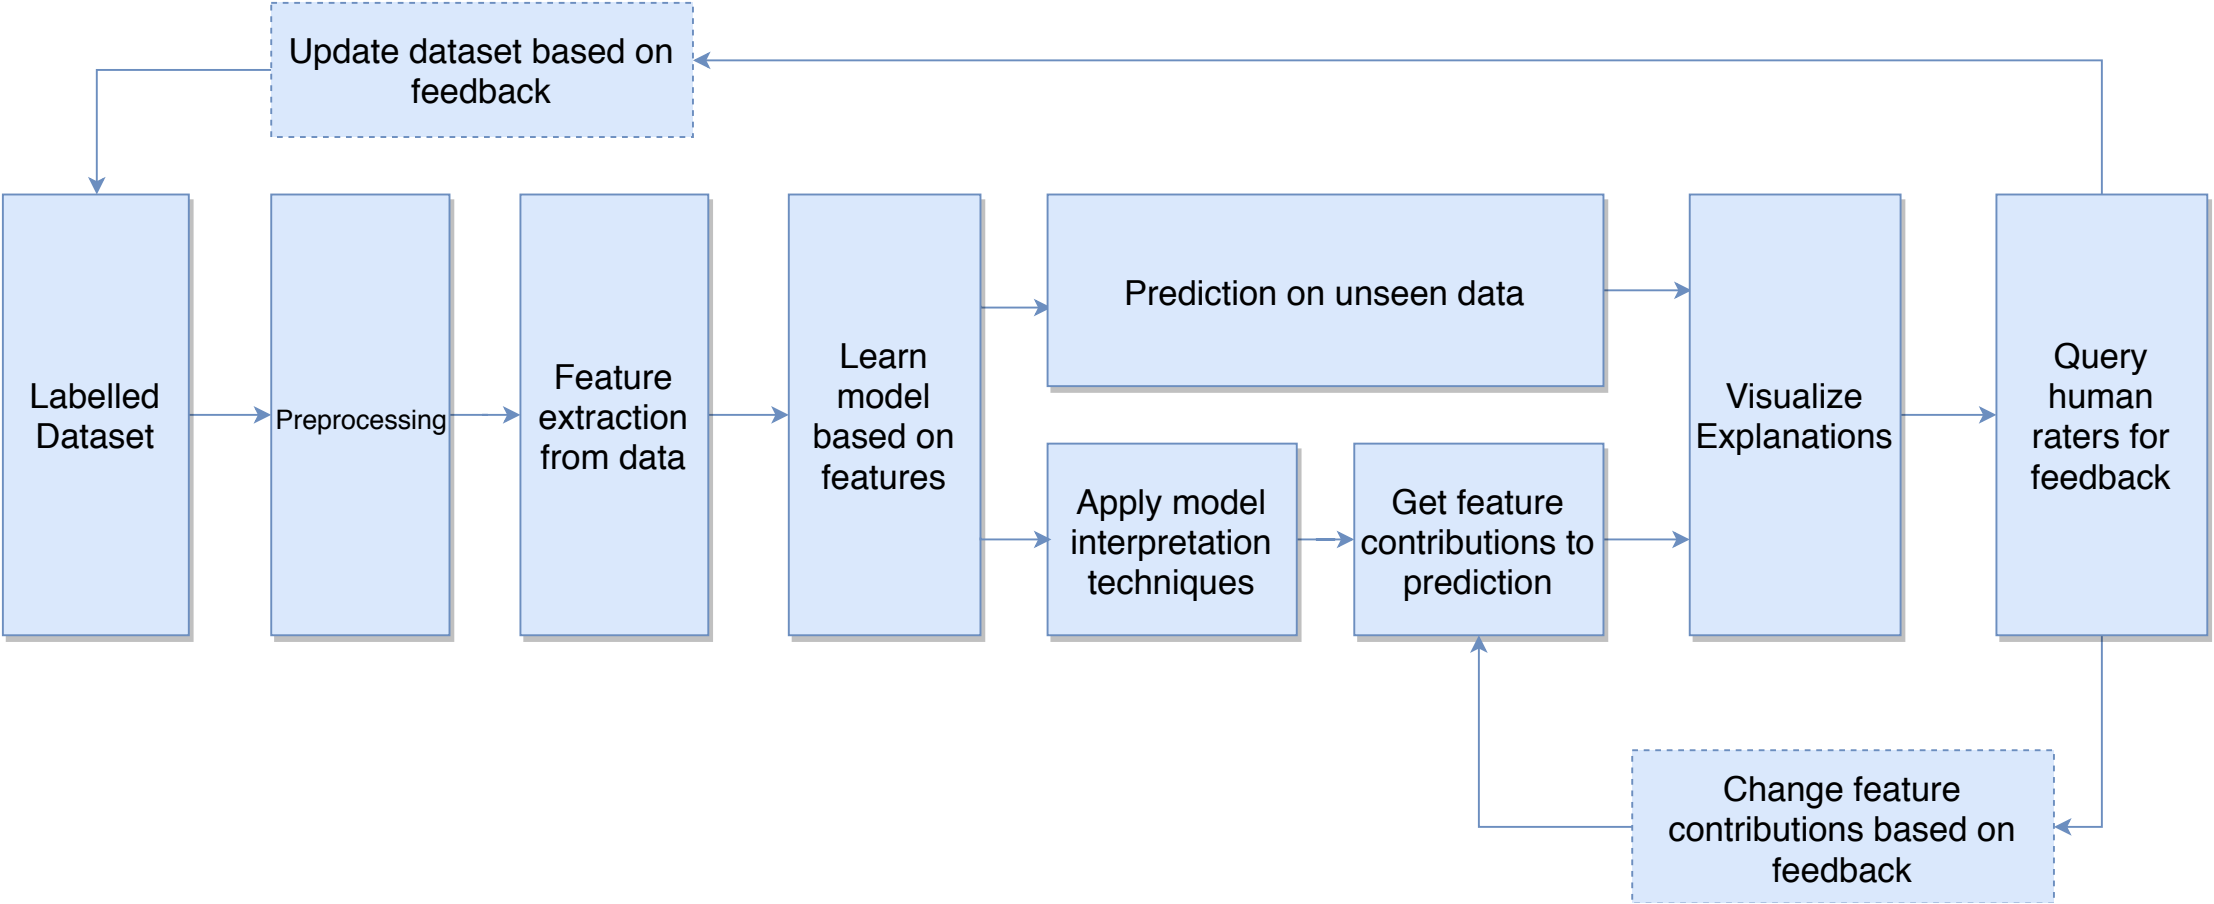 Update dataset based on
feedback
Labelled
Dataset
Preprocessing
Feature
extraction
from data
Learn
model
based on
features
Prediction on unseen data
Apply model
interpretation
techniques
Get feature
contributions to
prediction
Visualize
Explanations
Query
human
raters for
feedback
Change feature
contributions based on
feedback